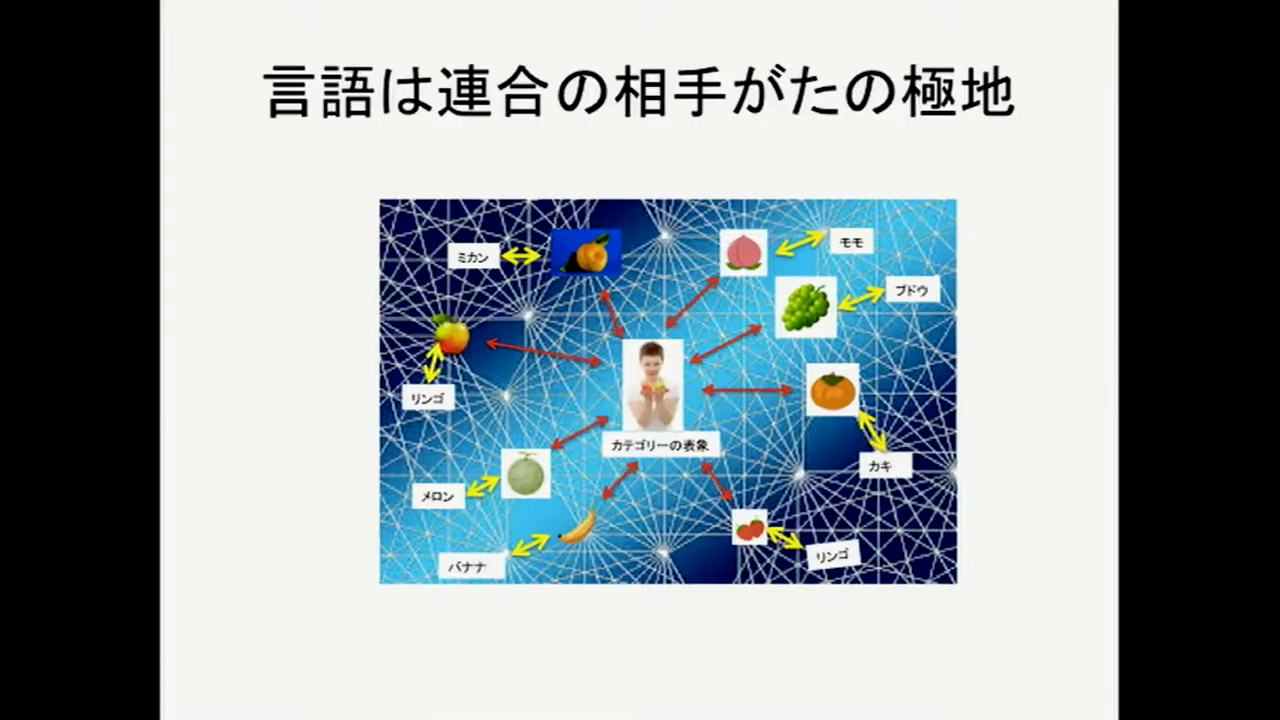 言語は連合の相手がたの極地
ミカン
モモ
ブドウ
リンゴ
カテゴリーの表象
カキ
メロン
バナナ
リンゴ